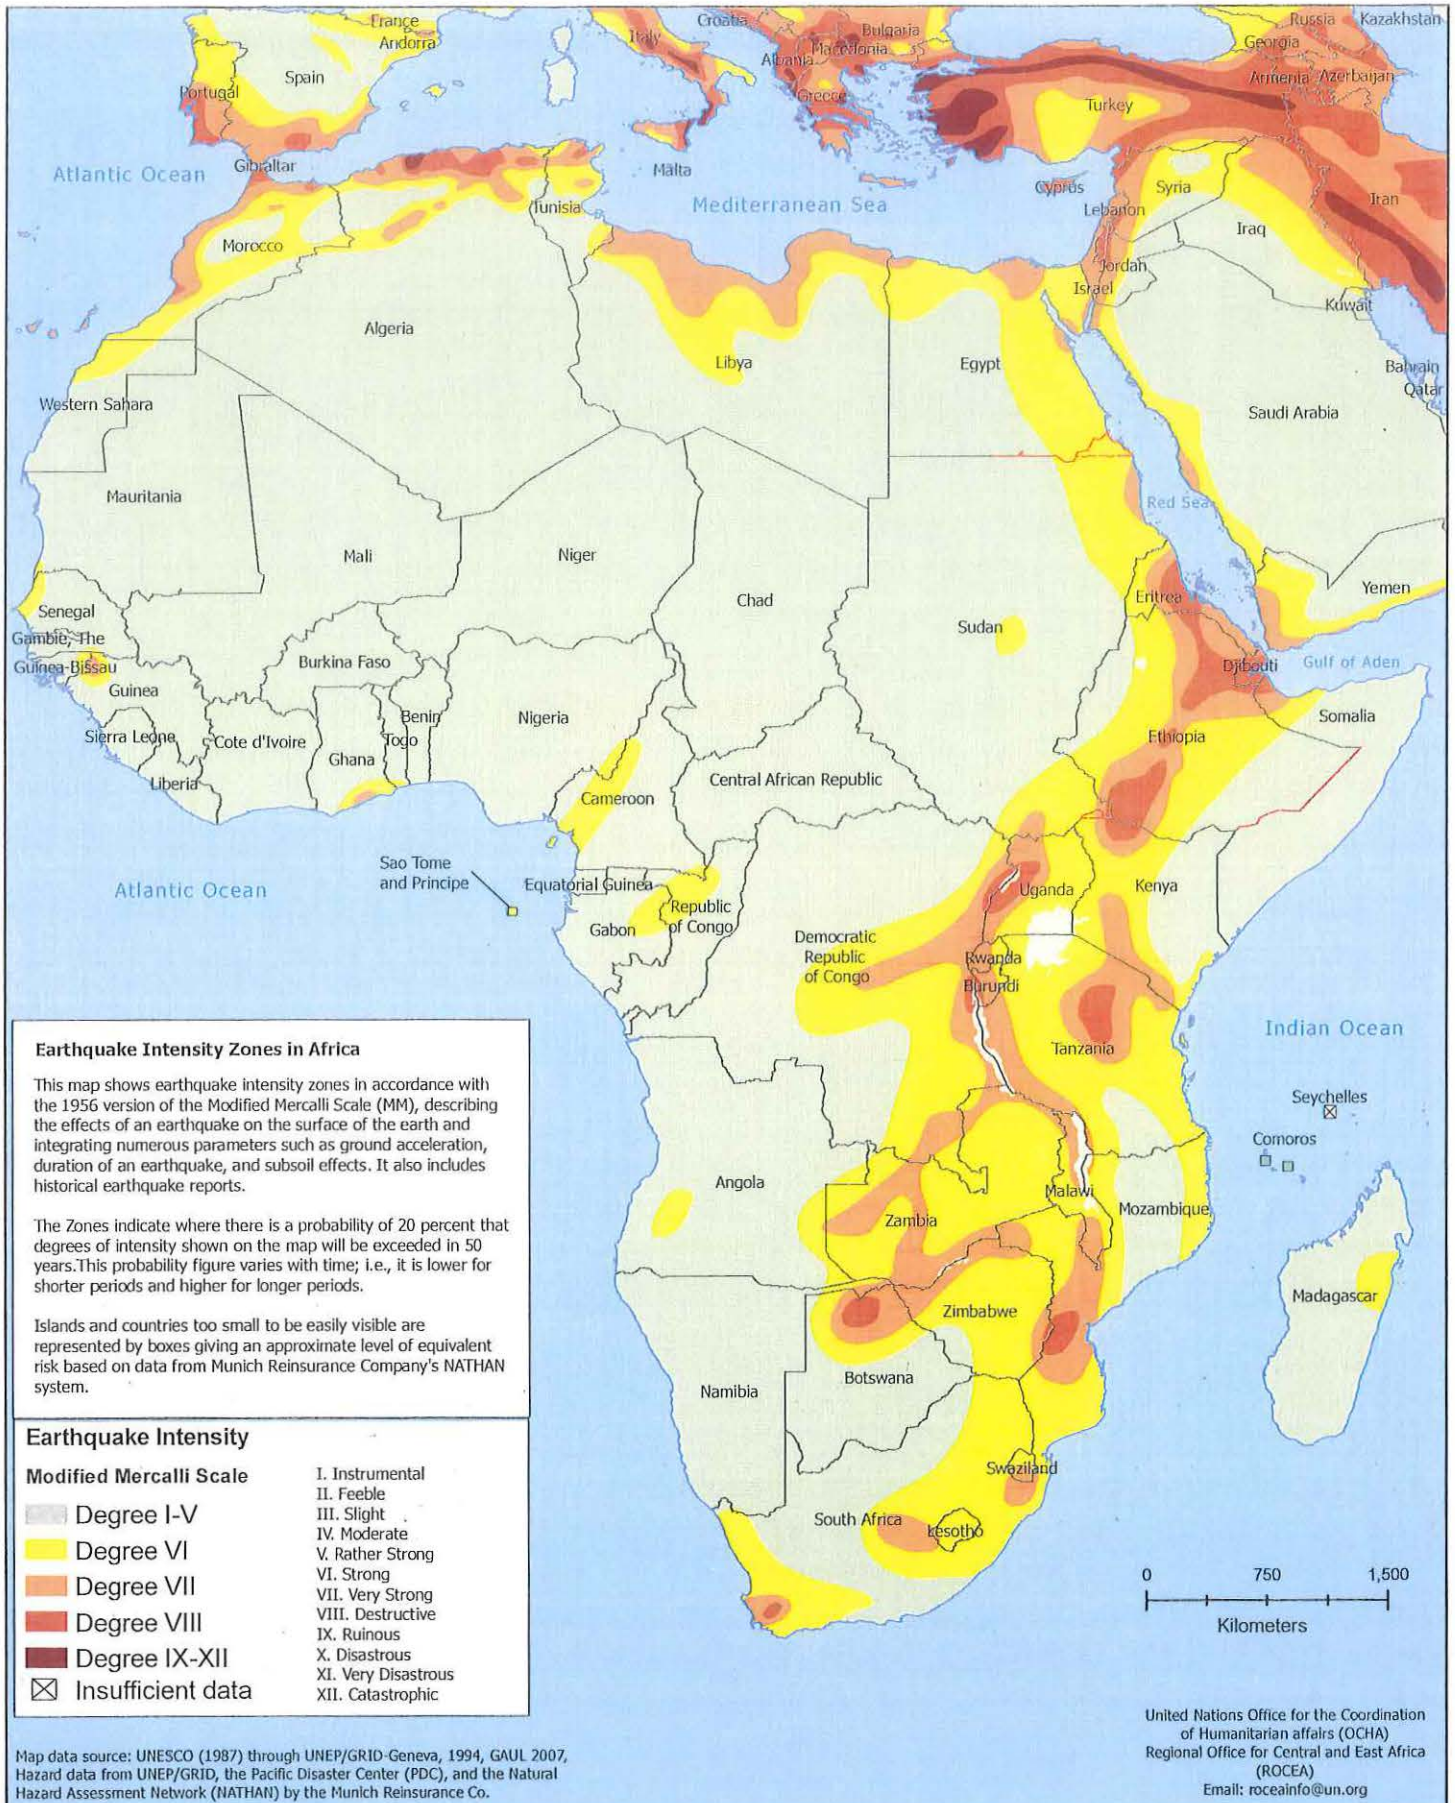 France
Andorra
Spain
Portugal
Croatia
Italy
Bulgaria
Macedonia
Albania
Greece
Russia
Kazakhstan
Georgia
Armenia
Azerbaijan
Turkey
Gibraltar
Malta
Cyprus
Syria
Lebanon
Iran
Iraq
Jordan
Israel
Kuwait
Bahrain
Qatar
Atlantic Ocean
Mediterranean Sea
Morocco
Tunisia
Algeria
Libya
Egypt
Saudi Arabia
Western Sahara
Mauritania
Mali
Niger
Chad
Sudan
Red Sea
Eritrea
Yemen
Senegal
Gambie, The
Guinea-Bissau
Guinea
Burkina Faso
Benin
Nigeria
Djibouti
Gulf of Aden
Somalia
Sierra Leone
Cote d'Ivoire
Ghana
Togo
Liberia
Cameroon
Central African Republic
Ethiopia
Sao Tome
and Principe
Atlantic Ocean
Equatorial Guinea
Gabon
Republic
of Congo
Democratic
Republic
of Congo
Uganda
Kenya
Rwanda
Burundi
Tanzania
Indian Ocean
Seychelles
Comoros
Angola
Zambia
Malawi
Mozambique
Madagascar
Zimbabwe
Namibia
Botswana
Swaziland
South Africa
Lesotho
Earthquake Intensity Zones in Africa
This map shows earthquake intensity zones in accordance with
the 1956 version of the Modified Mercalli Scale (MM), describing
the effects of an earthquake on the surface of the earth and
integrating numerous parameters such as ground acceleration,
duration of an earthquake, and subsoil effects. It also includes
historical earthquake reports.
The Zones indicate where there is a probability of 20 percent that
degrees of intensity shown on the map will be exceeded in 50
years.This probability figure varies with time; i.e., it is lower for
shorter periods and higher for longer periods.
Islands and countries too small to be easily visible are
represented by boxes giving an approximate level of equivalent
risk based on data from Munich Reinsurance Company's NATHAN
system.
Earthquake Intensity
Modified Mercalli Scale
Degree I-V
Degree VI
Degree VII
Degree VIII
Degree IX-XII
Insufficient data
I. Instrumental
II. Feeble
III. Slight
IV. Moderate
V. Rather Strong
VI. Strong
VII. Very Strong
VIII. Destructive
IX. Ruinous
X. Disastrous
XI. Very Disastrous
XII. Catastrophic
0 750 1,500
Kilometers
Map data source: UNESCO (1987) through UNEP/GRID-Geneva, 1994, GAUL 2007,
Hazard data from UNEP/GRID, the Pacific Disaster Center (PDC), and the Natural
Hazard Assessment Network (NATHAN) by the Munich Reinsurance Co.
United Nations Office for the Coordination
of Humanitarian affairs (OCHA)
Regional Office for Central and East Africa
(ROCEA)
Email: roceainfo@un.org